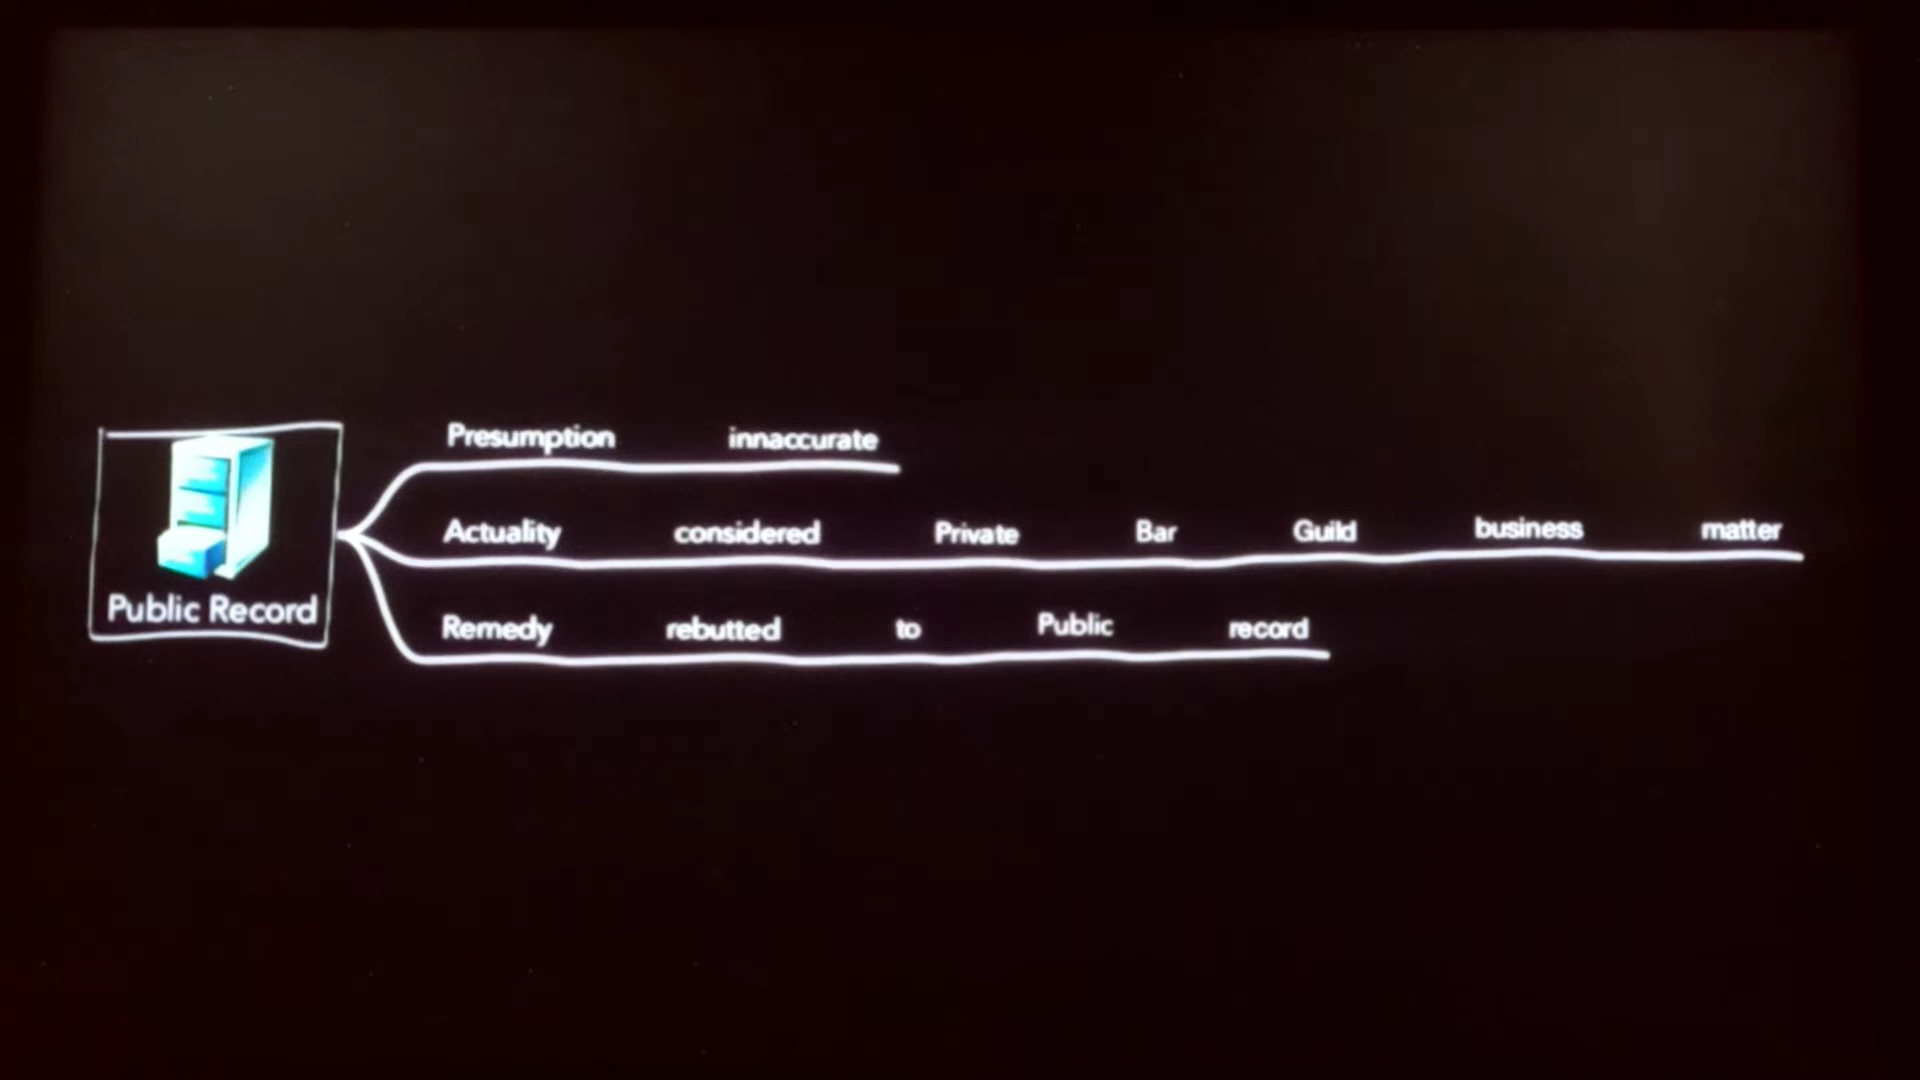 Presumption innaccurate
Actuality considered Private Bar Guild business matter
Public Record
Remedy rebutted to Public record